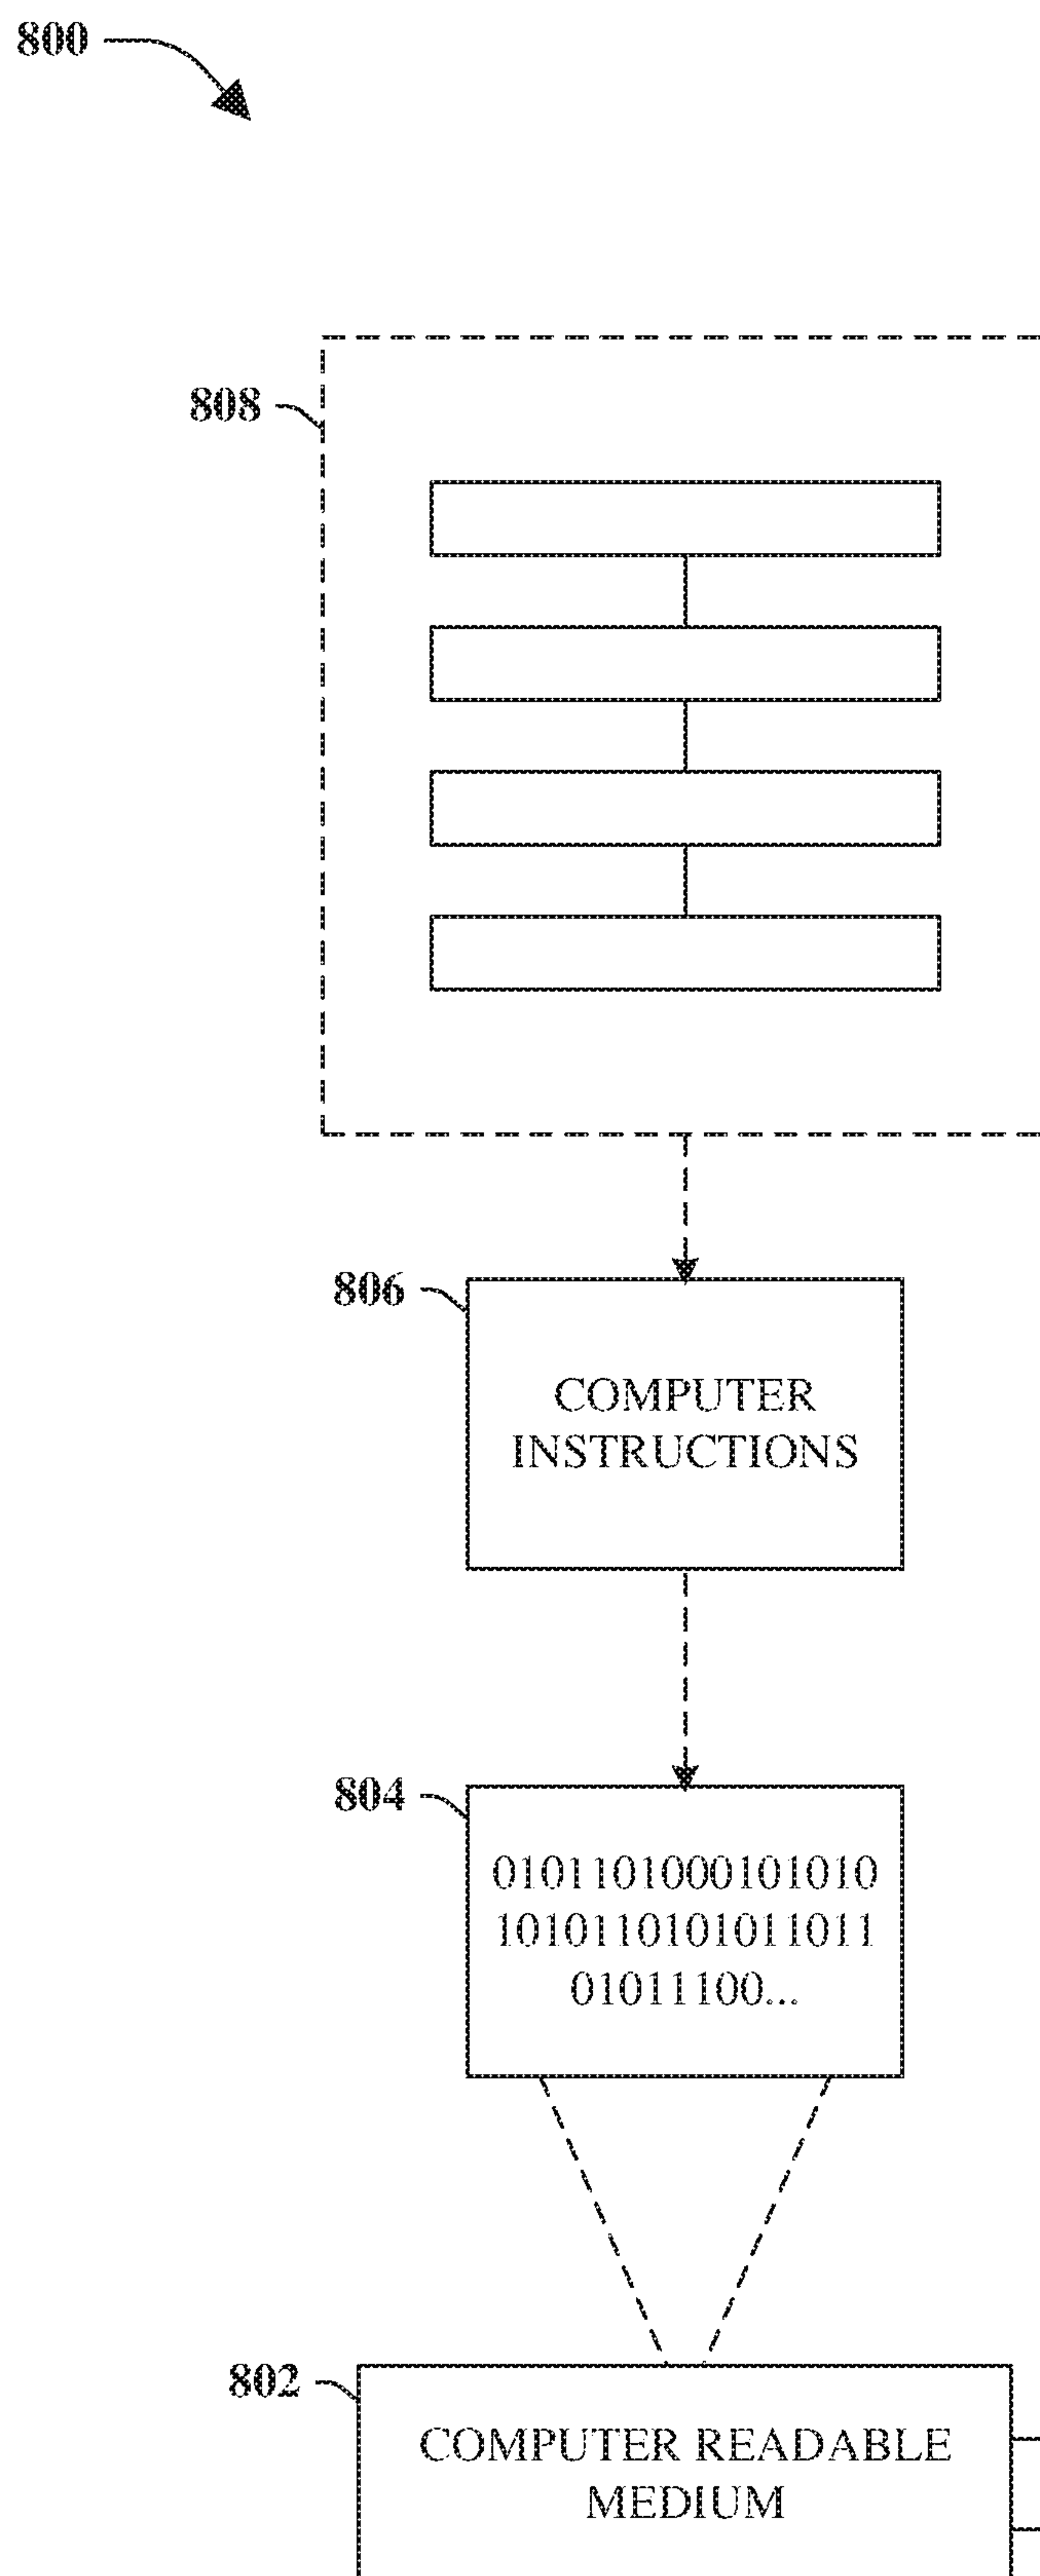 800
808
806
COMPUTER
INSTRUCTIONS
804
0101101000101010
1010110101011011
01011100...
802
COMPUTER READABLE
MEDIUM